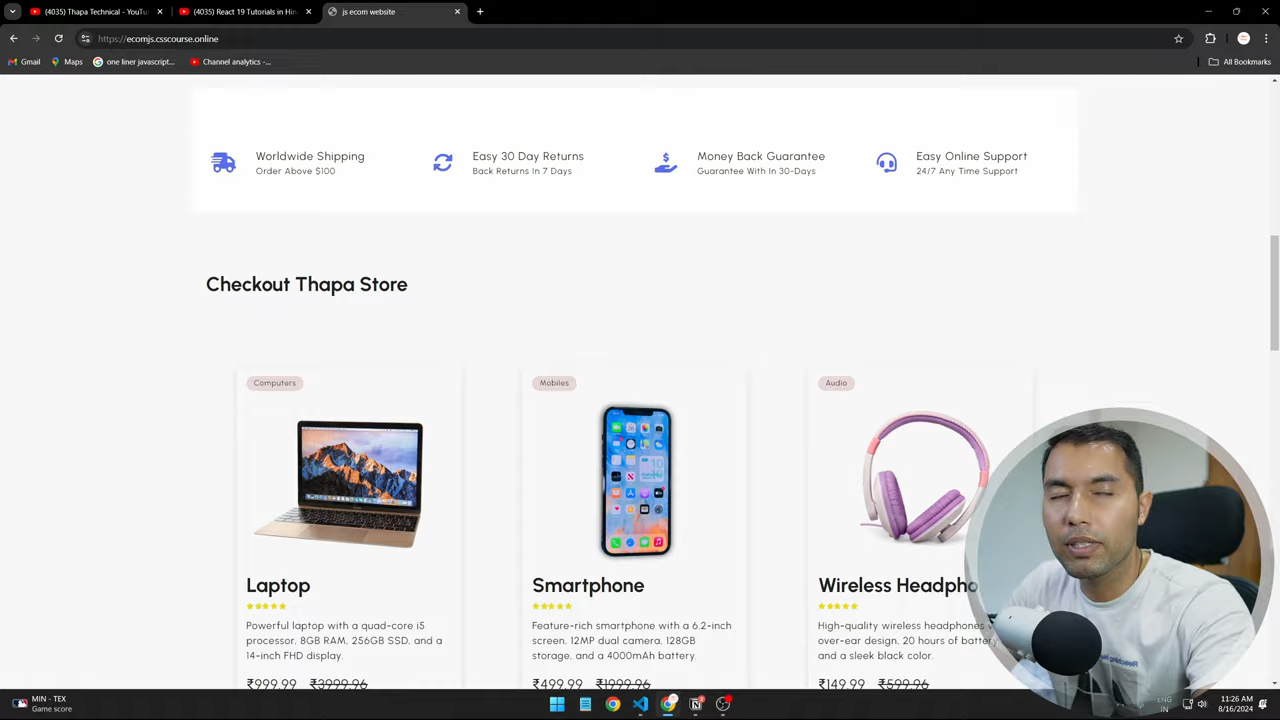 (4035) Thapa Technical - YouTu
(4035) React 19 Tutorials in Hin
js ecom website
https://ecomjs.csscourse.online
Gmail
Maps
one liner javascript...
Channel analytics -...
All Bookmarks
Worldwide Shipping
Order Above $100
Easy 30 Day Returns
Back Returns In 7 Days
Money Back Guarantee
Guarantee With In 30-Days
Easy Online Support
24/7 Any Time Support
Checkout Thapa Store
Computers
Mobiles
Audio
Laptop
Smartphone
Wireless Headpho
Powerful laptop with a quad-core i5
processor, 8GB RAM, 256GB SSD, and a
14-inch FHD display.
Feature-rich smartphone with a 6.2-inch
screen, 12MP dual camera, 128GB
storage, and a 4000mAh battery.
High-quality wireless headphones
over-ear design, 20 hours of battery
and a sleek black color.
₹999.99 ₹3999.96
₹499.99 ₹1999.96
₹149.99 ₹599.96
MIN - TEX
Game score
ENG
IN
11:26 AM
8/16/2024